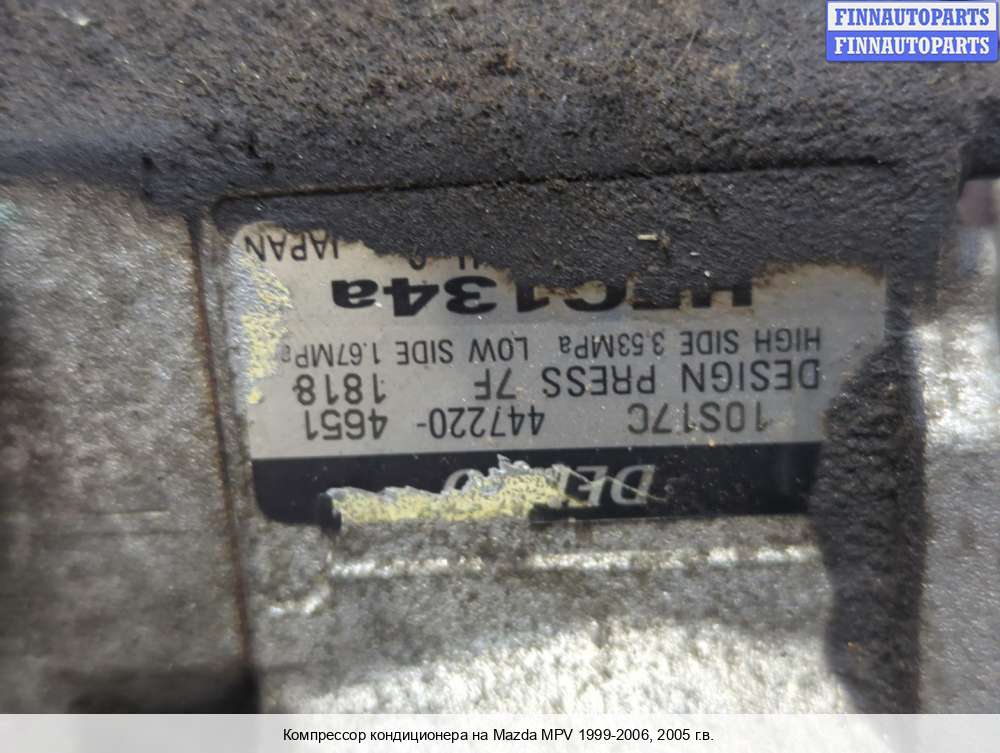 FINNAUTOPARTS
FINNAUTOPARTS
10S17C 447220-4651
DESIGN PRESS 7F 1818
HIGH SIDE 3.53MPa LOW SIDE 1.67MPa
HFC134a
JAPAN
Компрессор кондиционера на Mazda MPV 1999-2006, 2005 г.в.